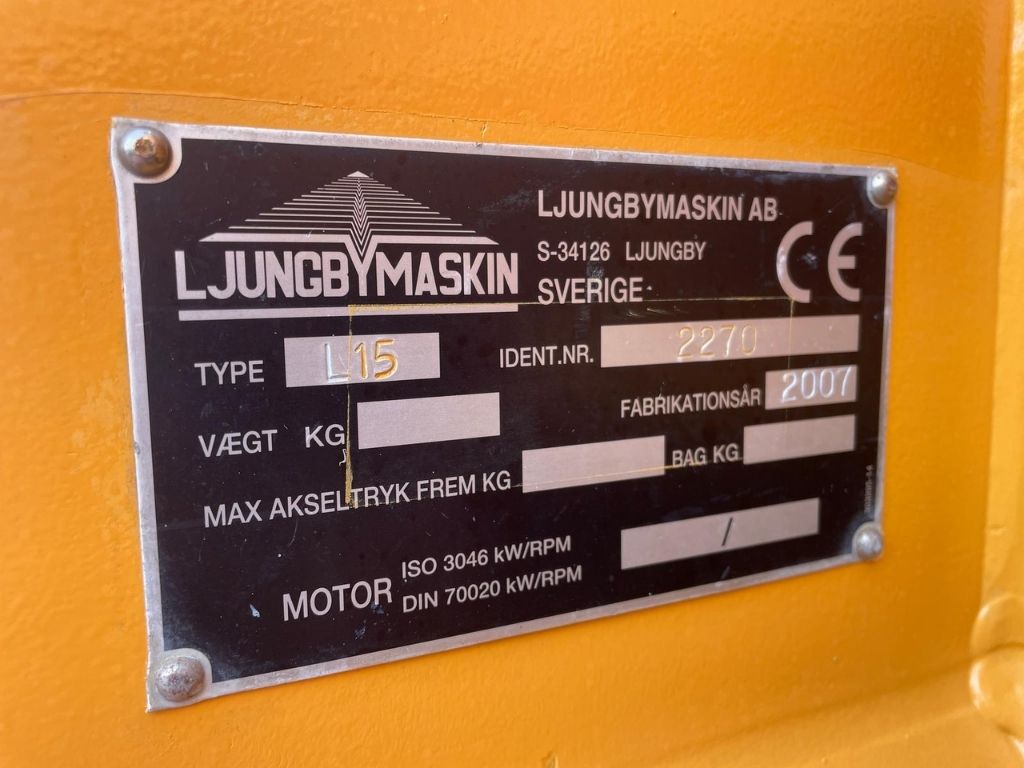 LJUNGBYMASKIN
LJUNGBYMASKIN AB
S-34126 LJUNGBY
SVERIGE
CE
TYPE L15
IDENT.NR. 2270
FABRIKATIONSÅR 2007
VÆGT KG
MAX AKSELTRYK FREM KG
BAG KG
MOTOR ISO 3046 kW/RPM
DIN 70020 kW/RPM
/